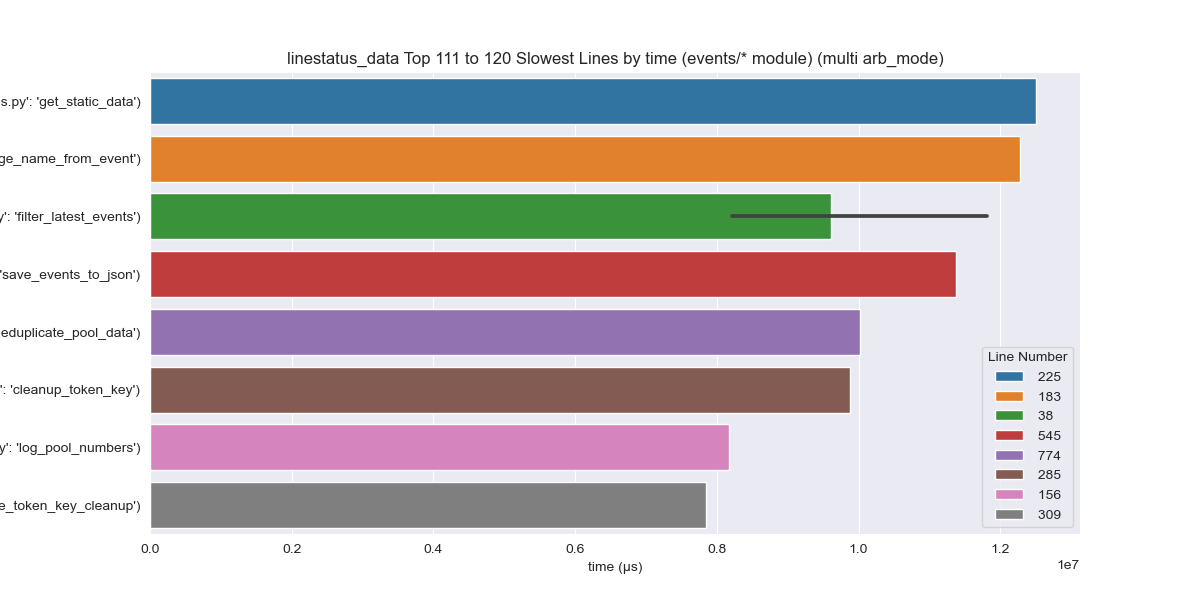 linestatus_data Top 111 to 120 Slowest Lines by time (events/* module) (multi arb_mode)
s.py': 'get_static_data')
ge_name_from_event')
y': 'filter_latest_events')
'save_events_to_json')
eduplicate_pool_data')
': 'cleanup_token_key')
y': 'log_pool_numbers')
e_token_key_cleanup')
Line Number
225
183
38
545
774
285
156
309
0.0 0.2 0.4 0.6 0.8 1.0 1.2
1e7
time (µs)